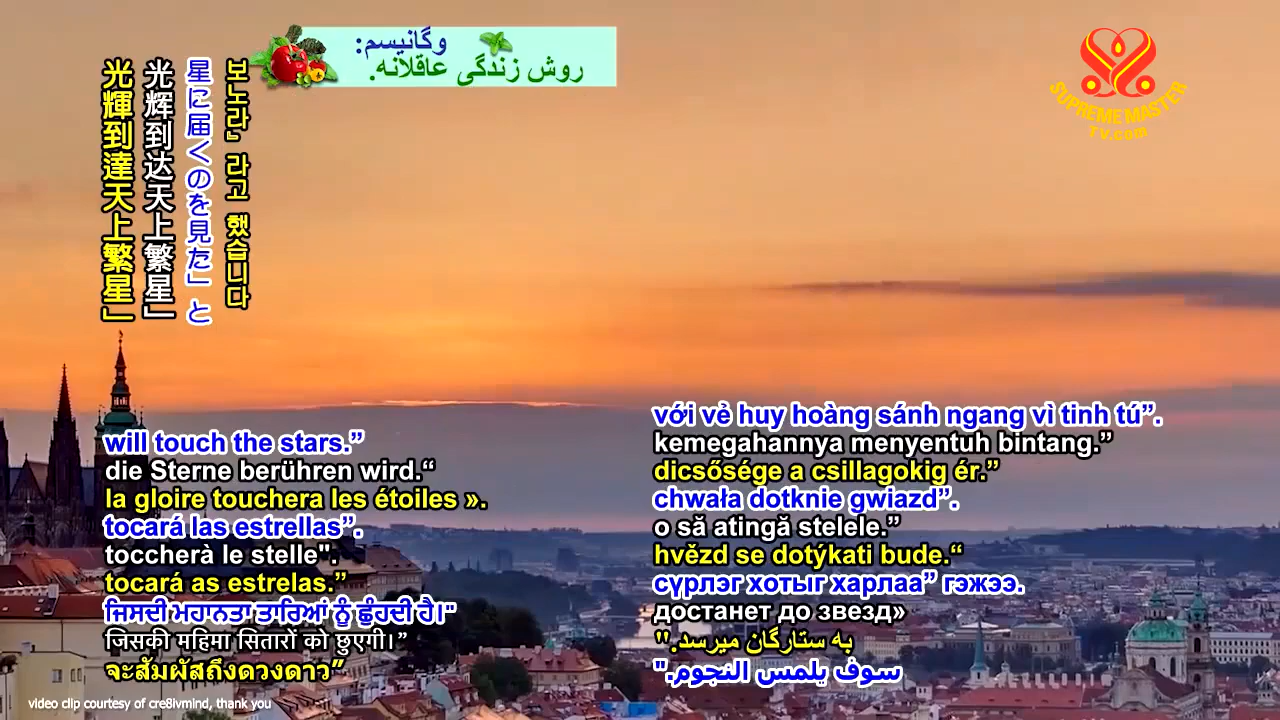 وگانیسم:
روش زندگی عاقلانه.
SUPREME MASTER
TV.com
보노라』라고 했습니다
星に届くのを見た」と
光辉到达天上繁星」
光輝到達天上繁星」
will touch the stars.”
die Sterne berühren wird.“
la gloire touchera les étoiles ».
tocará las estrellas”.
toccherà le stelle".
tocará as estrelas.”
ਜਿਸਦੀ ਮਹਾਨਤਾ ਤਾਰਿਆਂ ਨੂੰ ਛੂੰਹਦੀ ਹੈ।"
जिसकी महिमा सितारों को छुएगी।”
จะสัมผัสถึงดวงดาว”
với vẻ huy hoàng sánh ngang vì tinh tú”.
kemegahannya menyentuh bintang.”
dicsősége a csillagokig ér.”
chwała dotknie gwiazd”.
o să atingă stelele.”
hvězd se dotýkati bude.“
сүрлэг хотыг харлаа” гэжээ.
достанет до звезд»
به ستارگان میرسد."
سوف يلمس النجوم."
video clip courtesy of cre8ivmind, thank you